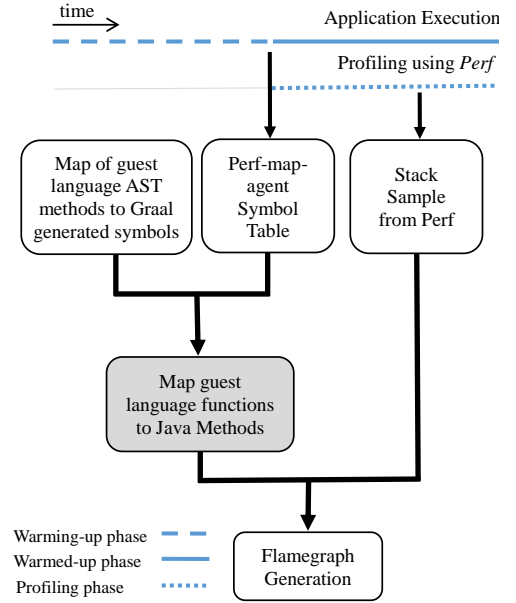 time
Application Execution
Profiling using Perf
Map of guest
language AST
methods to Graal
generated symbols
Perf-map-
agent
Symbol
Table
Stack
Sample
from Perf
Map guest
language functions
to Java Methods
Warming-up phase
Warmed-up phase
Profiling phase
Flamegraph
Generation